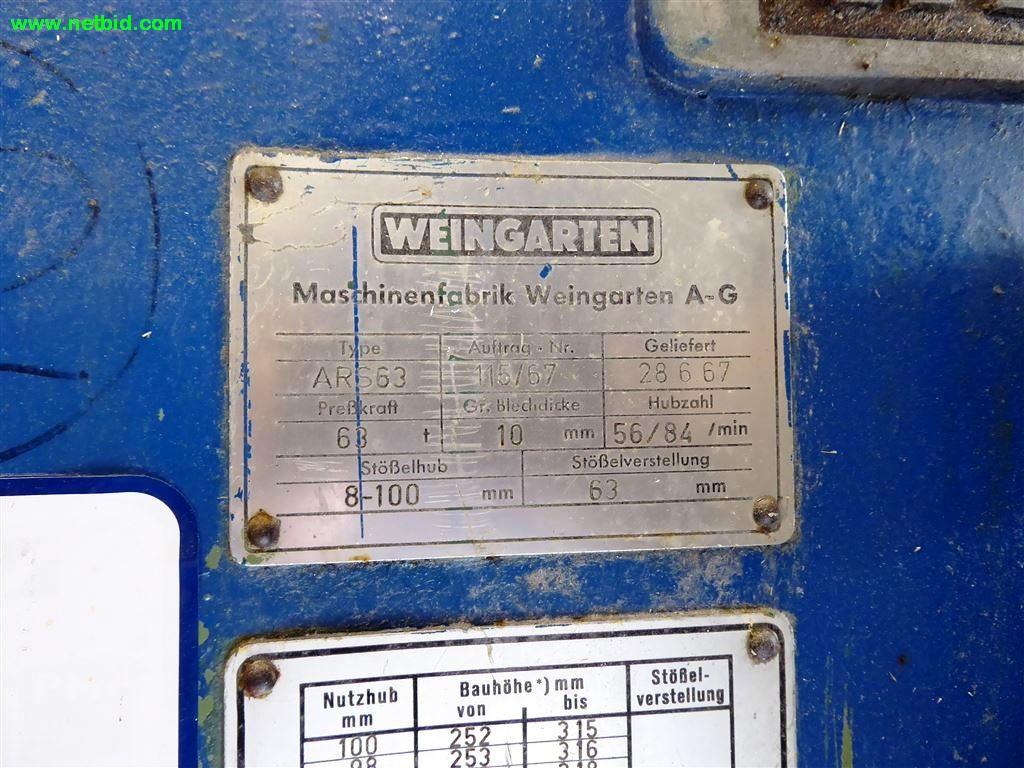 www.netbid.com
WEINGARTEN
Maschinenfabrik Weingarten A-G
Type Auftrag-Nr. Geliefert
ARS63 115/67 28 6 67
Preßkraft Gr. Blechdicke Hubzahl
63 t 10 mm 56/84 /min
Stößelhub Stößelverstellung
8-100 mm 63 mm
Nutzhub mm Bauhöhe*) mm Stößel-
von bis verstellung
100 252 315
98 253 316